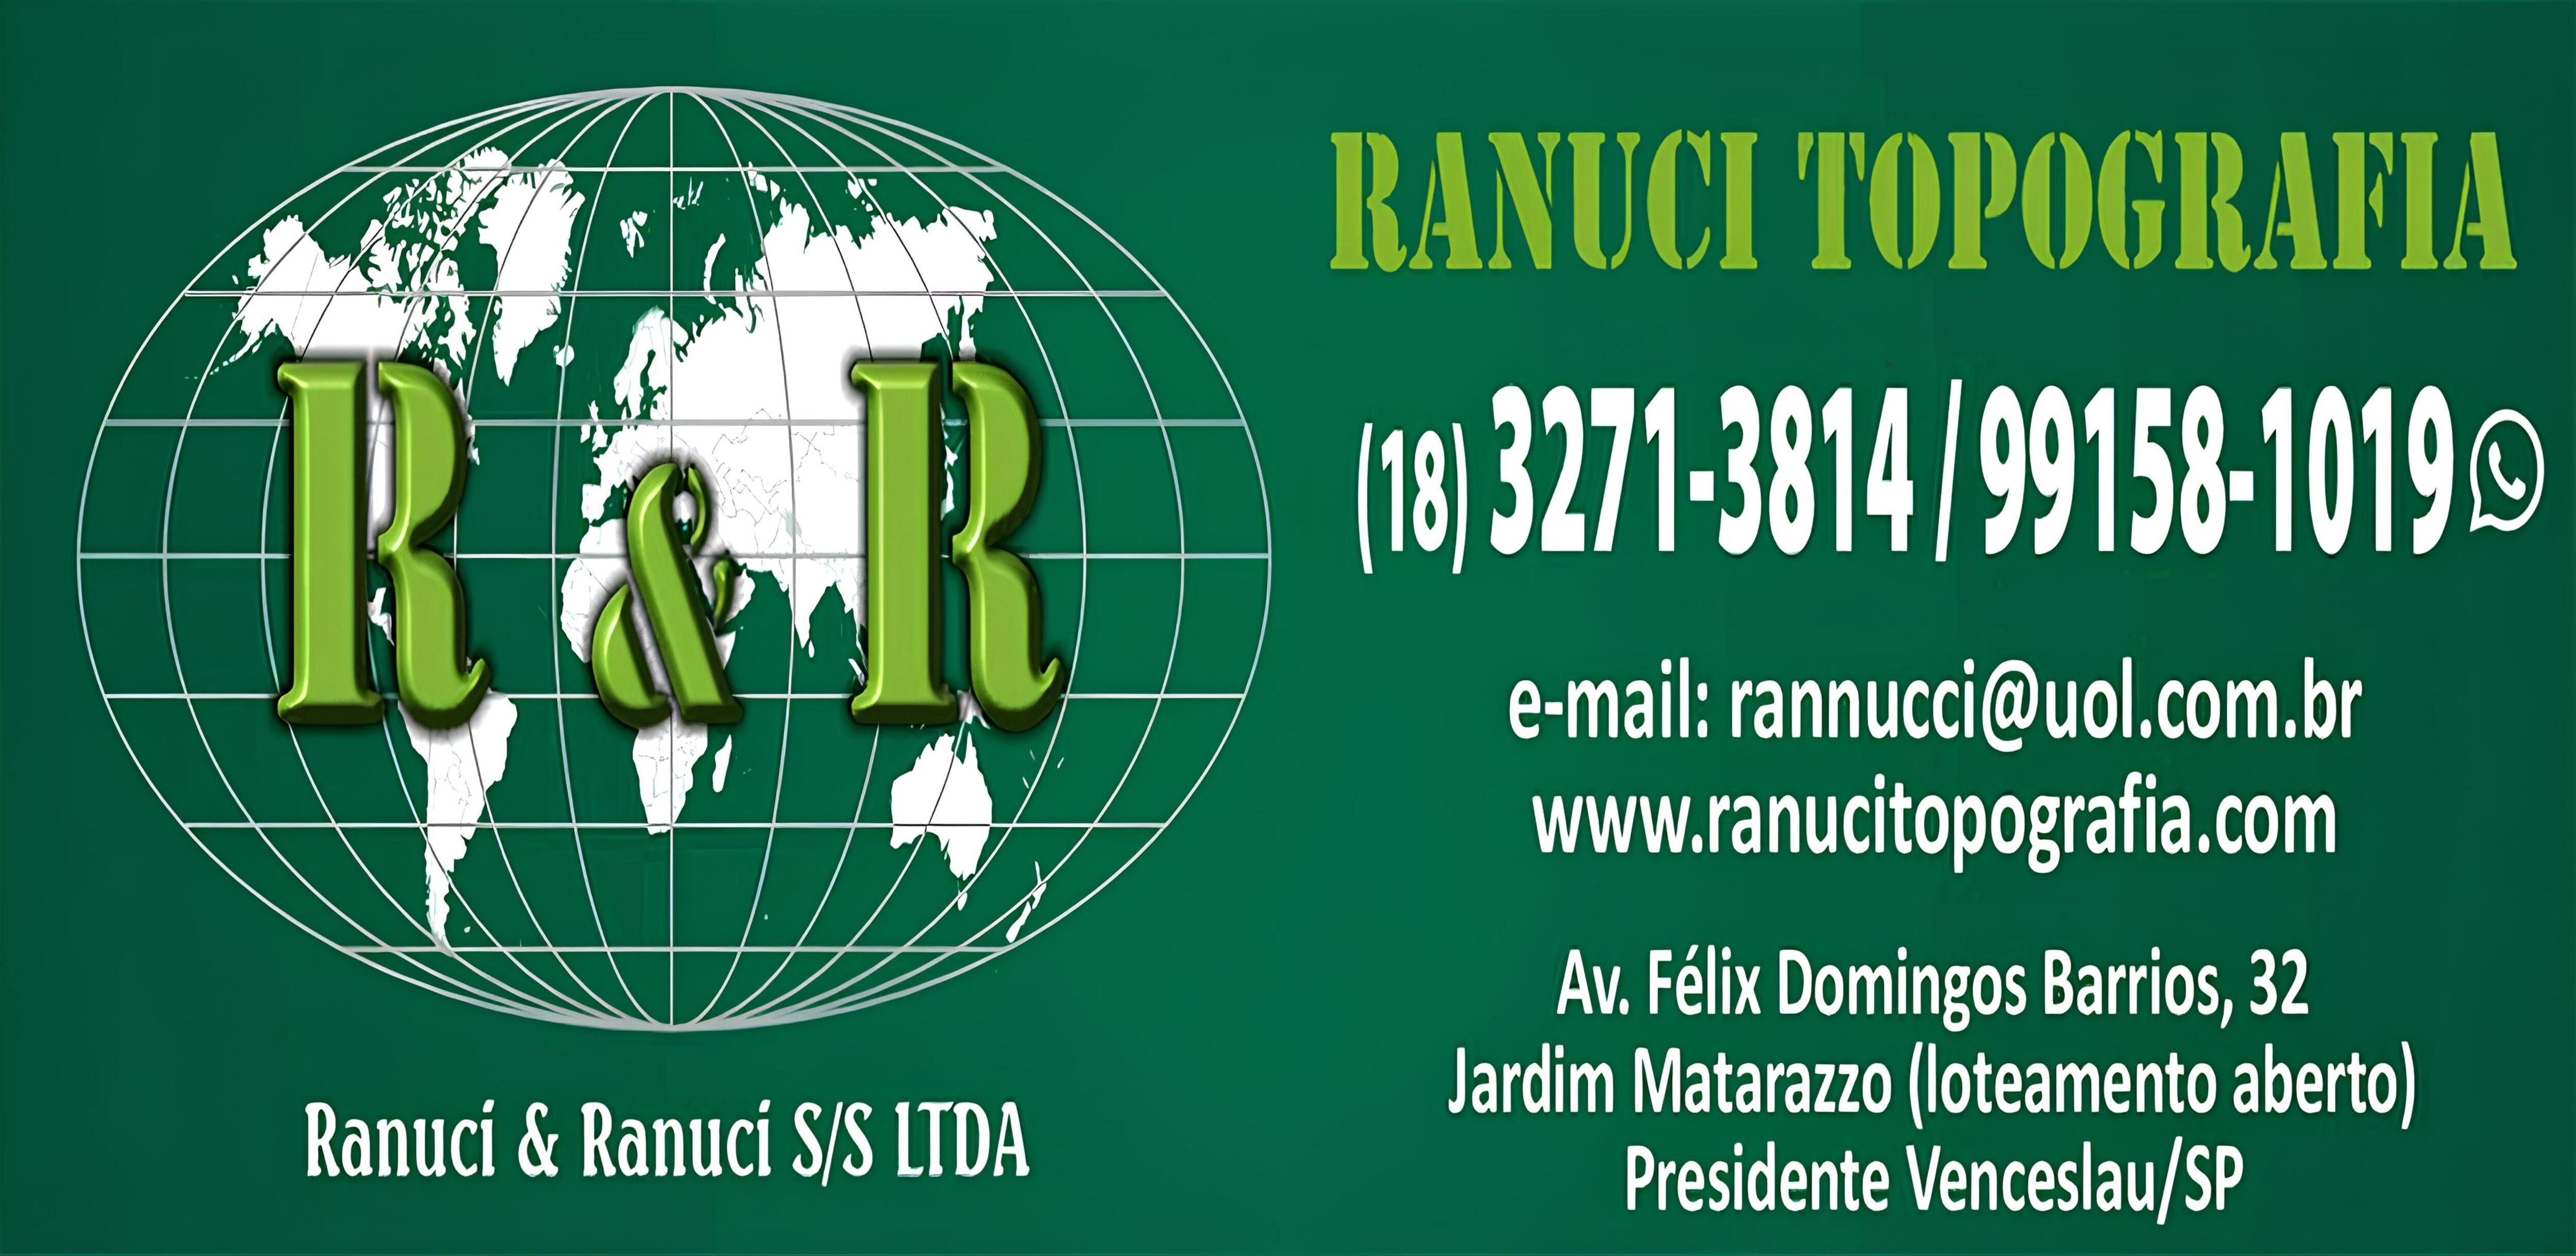 R & R
Ranuci & Ranuci S/S LTDA
RANUCI TOPOGRAFIA
(18) 3271-3814 / 99158-1019
e-mail: rannucci@uol.com.br
www.ranucitopografia.com
Av. Félix Domingos Barrios, 32
Jardim Matarazzo (loteamento aberto)
Presidente Venceslau/SP